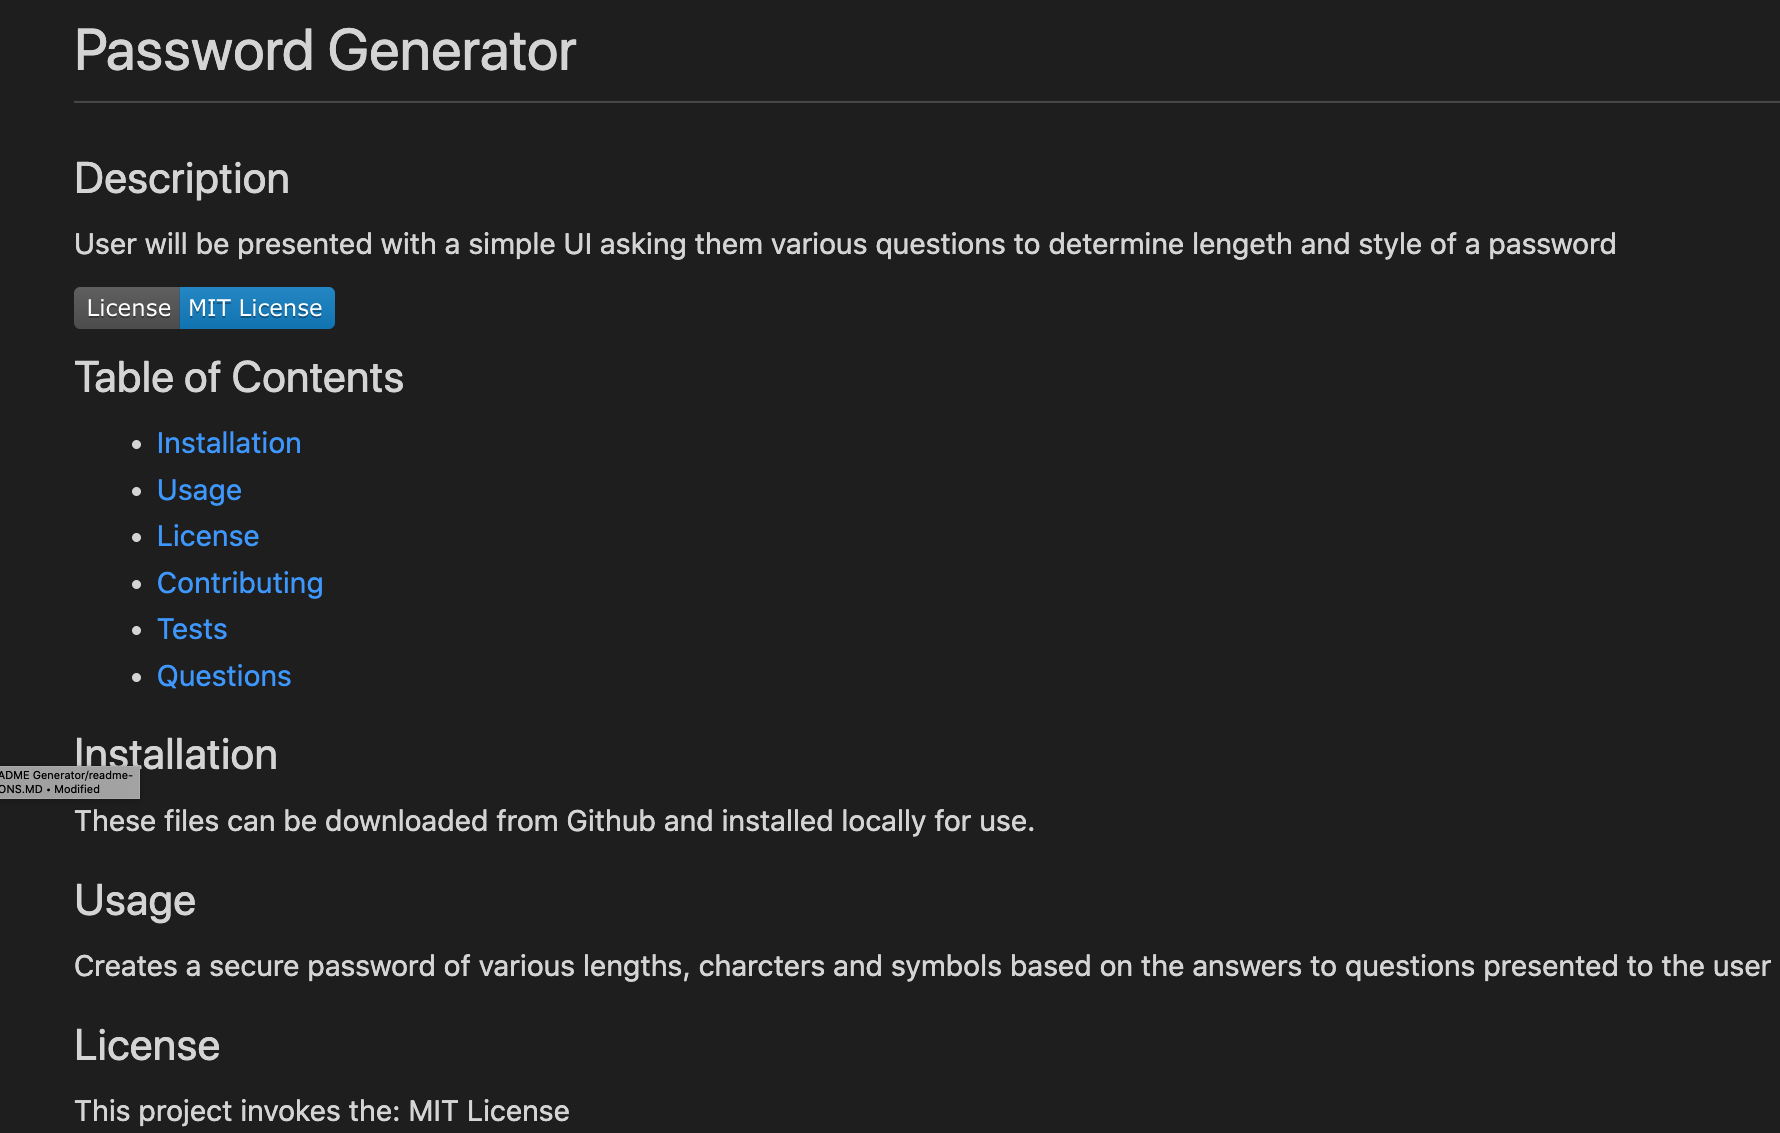 Password Generator
Description
User will be presented with a simple UI asking them various questions to determine lengeth and style of a password
License MIT License
Table of Contents
• Installation
• Usage
• License
• Contributing
• Tests
• Questions
Installation
ADME Generator/readme-
ONS.MD • Modified
These files can be downloaded from Github and installed locally for use.
Usage
Creates a secure password of various lengths, charcters and symbols based on the answers to questions presented to the user
License
This project invokes the: MIT License